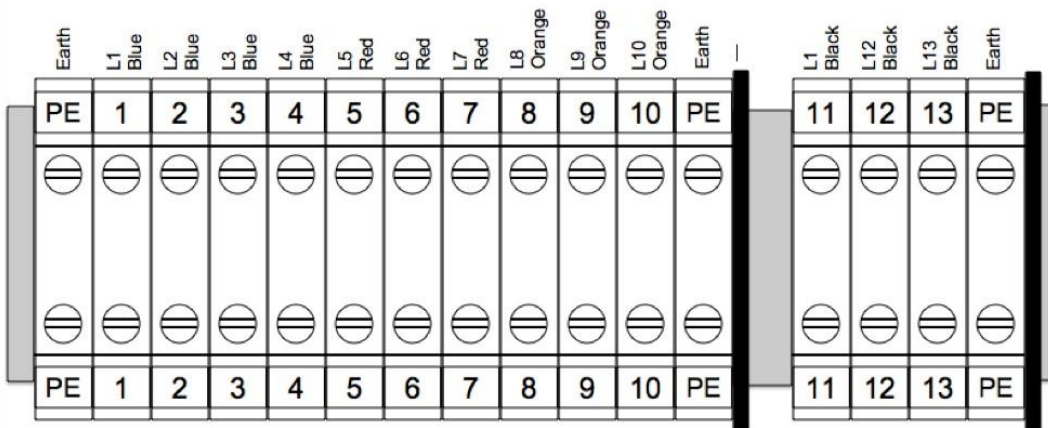 Earth
L1
Blue
L2
Blue
L3
Blue
L4
Blue
L5
Red
L6
Red
L7
Red
L8
Orange
L9
Orange
L10
Orange
Earth
L1
Black
L12
Black
L13
Black
Earth
PE 1 2 3 4 5 6 7 8 9 10 PE 11 12 13 PE
PE 1 2 3 4 5 6 7 8 9 10 PE 11 12 13 PE